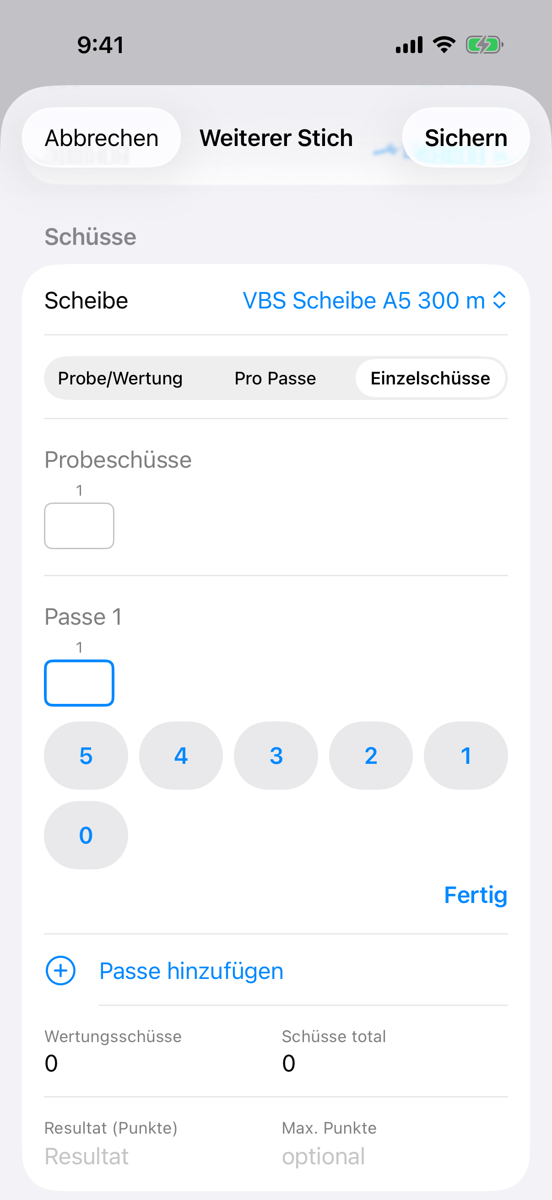 9:41
Abbrechen Weiterer Stich Sichern
Schüsse
Scheibe VBS Scheibe A5 300 m
Probe/Wertung Pro Passe Einzelschüsse
Probeschüsse
1
Passe 1
1
5 4 3 2 1
0
Fertig
Passe hinzufügen
Wertungsschüsse Schüsse total
0 0
Resultat (Punkte) Max. Punkte
Resultat optional